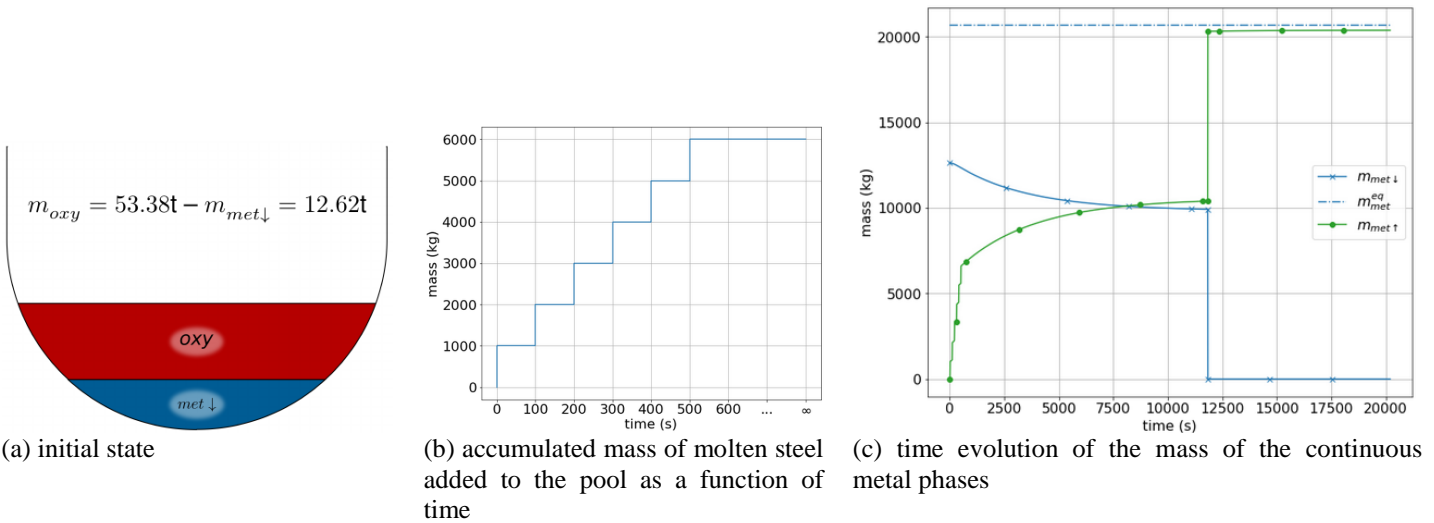 m_oxy = 53.38t – m_met↓ = 12.62t
oxy
met ↓
(a) initial state
mass (kg)
6000
5000
4000
3000
2000
1000
0
0 100 200 300 400 500 600 ... ∞
time (s)
(b) accumulated mass of molten steel
added to the pool as a function of
time
mass (kg)
20000
15000
10000
5000
0
m_met↓
m_met^eq
m_met↑
0 2500 5000 7500 10000 12500 15000 17500 20000
time (s)
(c) time evolution of the mass of the continuous
metal phases